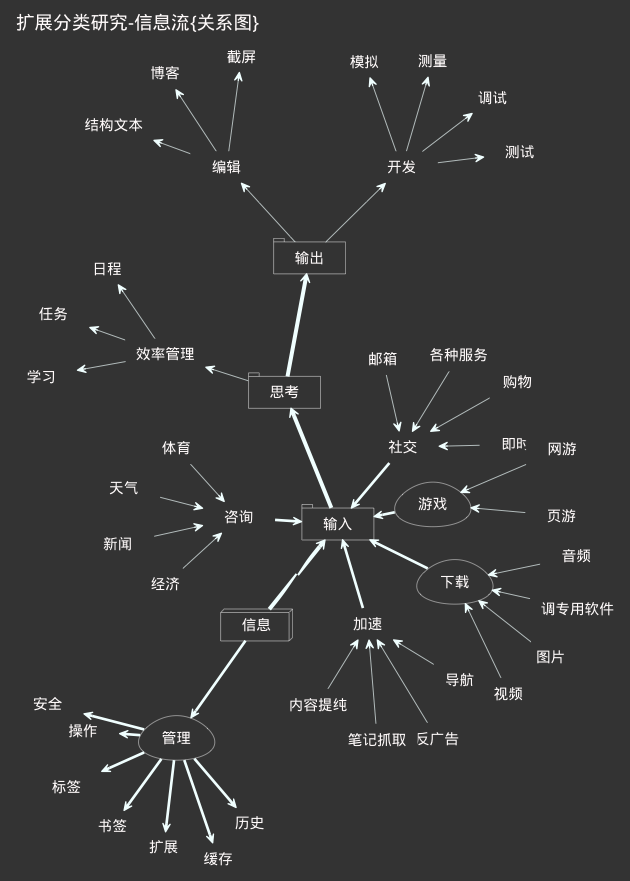 扩展分类研究-信息流{关系图}
截屏
博客
模拟
测量
结构文本
调试
编辑
开发
测试
输出
日程
任务
效率管理
学习
邮箱
各种服务
思考
购物
体育
社交
即时
网游
天气
咨询
输入
游戏
页游
新闻
经济
音频
下载
调专用软件
信息
加速
图片
导航
视频
内容提纯
安全
操作
管理
笔记抓取
反广告
标签
书签
历史
扩展
缓存